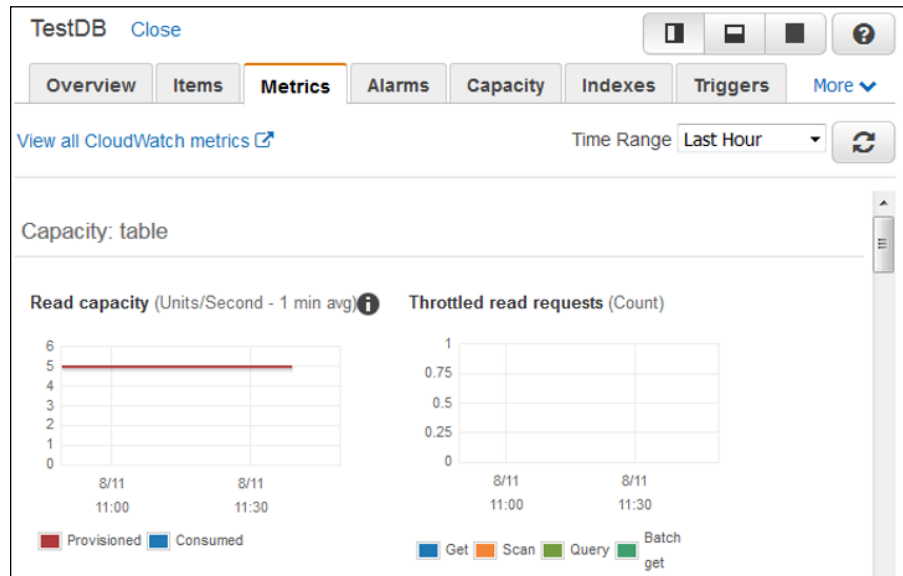 TestDB Close
Overview Items Metrics Alarms Capacity Indexes Triggers More
View all CloudWatch metrics Time Range Last Hour
Capacity: table
Read capacity (Units/Second - 1 min avg) Throttled read requests (Count)
6
5
4
3
2
1
0
8/11 8/11
11:00 11:30
Provisioned Consumed
1
0.75
0.5
0.25
0
8/11 8/11
11:00 11:30
Get Scan Query Batch
get